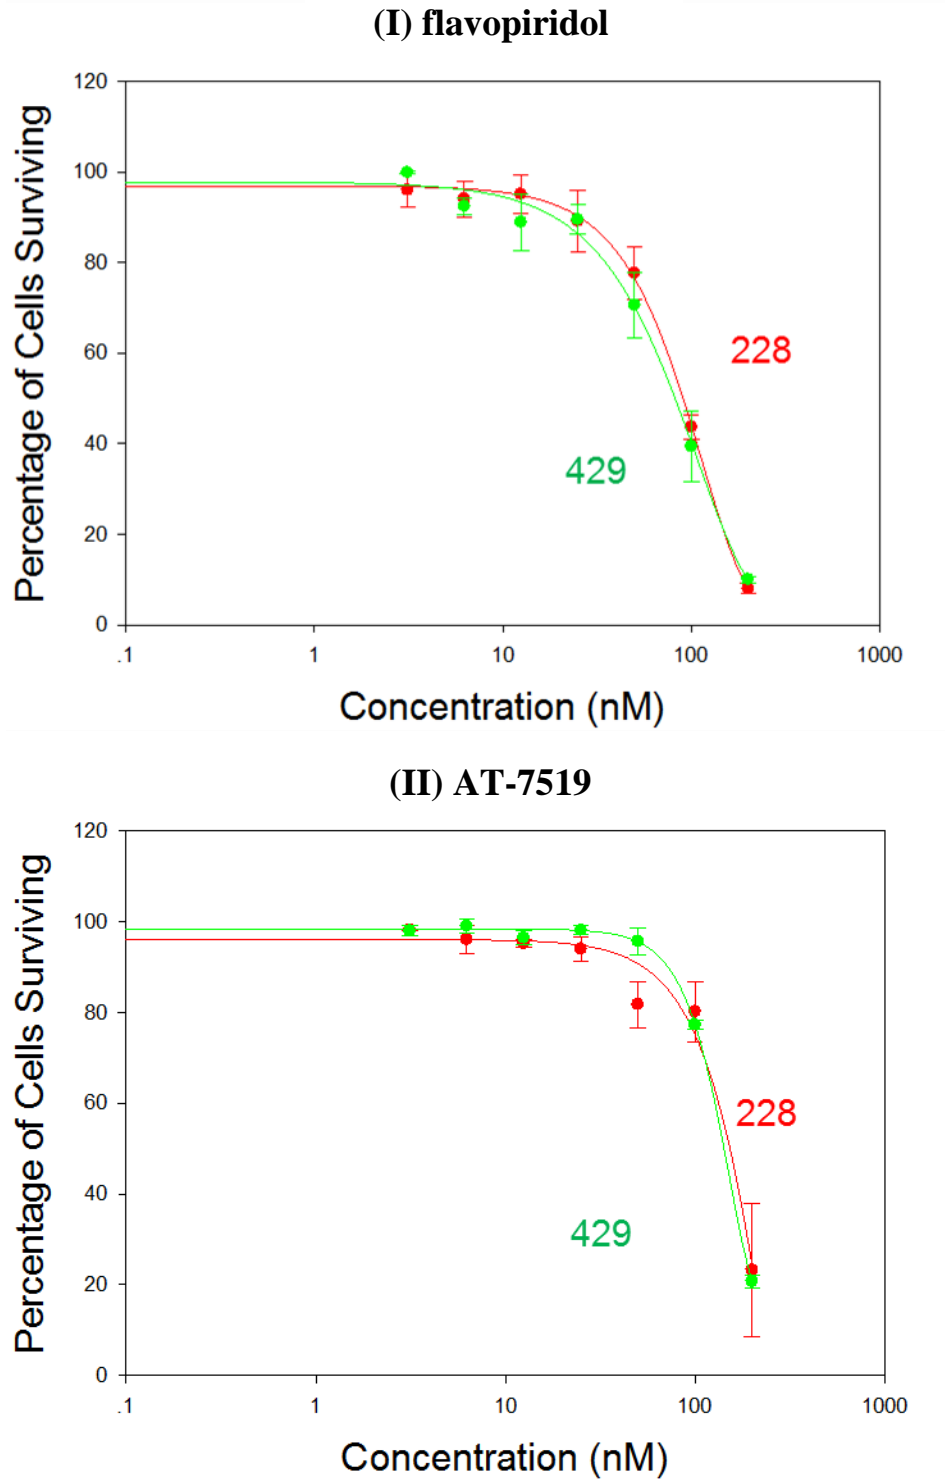 (I) flavopiridol
120
100
80
60
40
20
0
Percentage of Cells Surviving
228
429
.1 1 10 100 1000
Concentration (nM)
(II) AT-7519
120
100
80
60
40
20
0
Percentage of Cells Surviving
228
429
.1 1 10 100 1000
Concentration (nM)